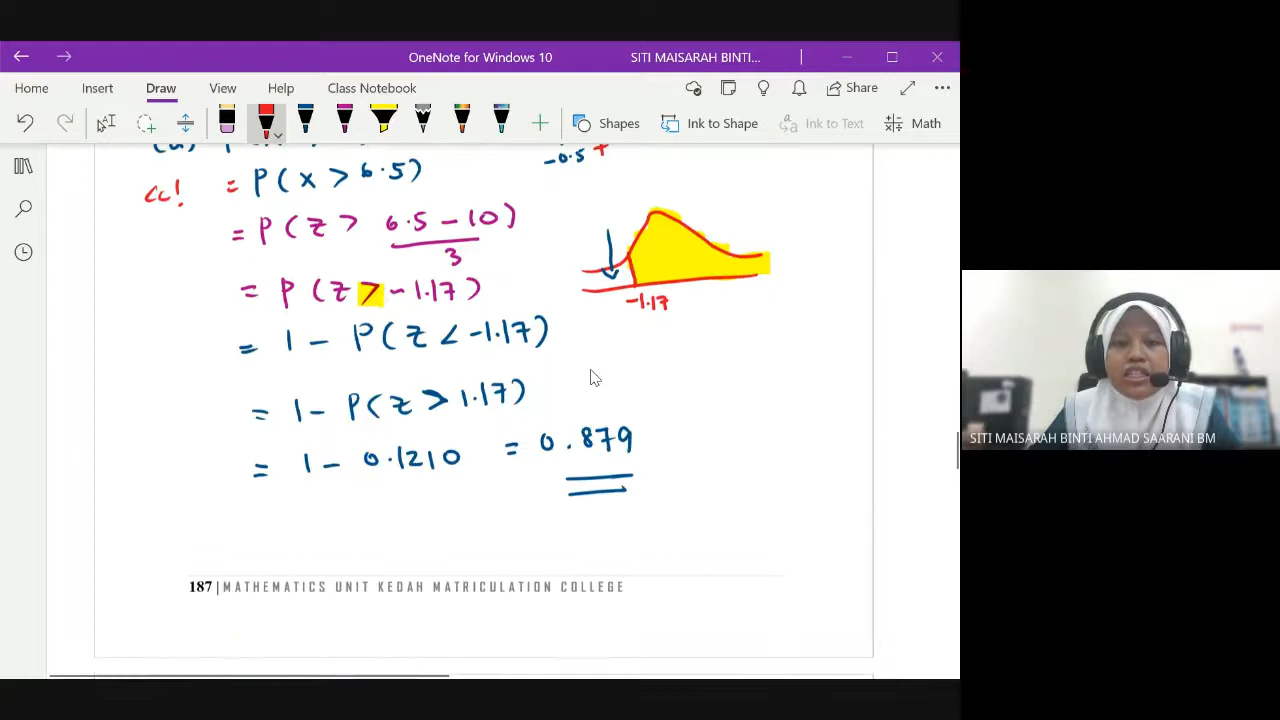 OneNote for Windows 10
SITI MAISARAH BINTI...
Home Insert Draw View Help Class Notebook
Share
Shapes
Ink to Shape
Ink to Text
Math
-0.5 +
cc!
= P(x > 6.5)
= P(z > 6.5 - 10 / 3)
= P(z > -1.17)
-1.17
= 1 - P(z < -1.17)
= 1 - P(z > 1.17)
= 1 - 0.1210 = 0.879
187 | MATHEMATICS UNIT KEDAH MATRICULATION COLLEGE
SITI MAISARAH BINTI AHMAD SAARANI BM